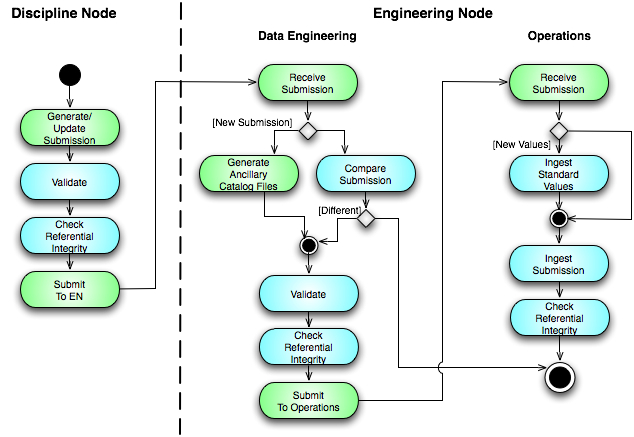 Discipline Node
Engineering Node
Data Engineering
Operations
Generate/
Update
Submission
Validate
Check
Referential
Integrity
Submit
To EN
Receive
Submission
[New Submission]
Generate
Ancillary
Catalog Files
Compare
Submission
[Different]
Validate
Check
Referential
Integrity
Submit
To Operations
Receive
Submission
[New Values]
Ingest
Standard
Values
Ingest
Submission
Check
Referential
Integrity